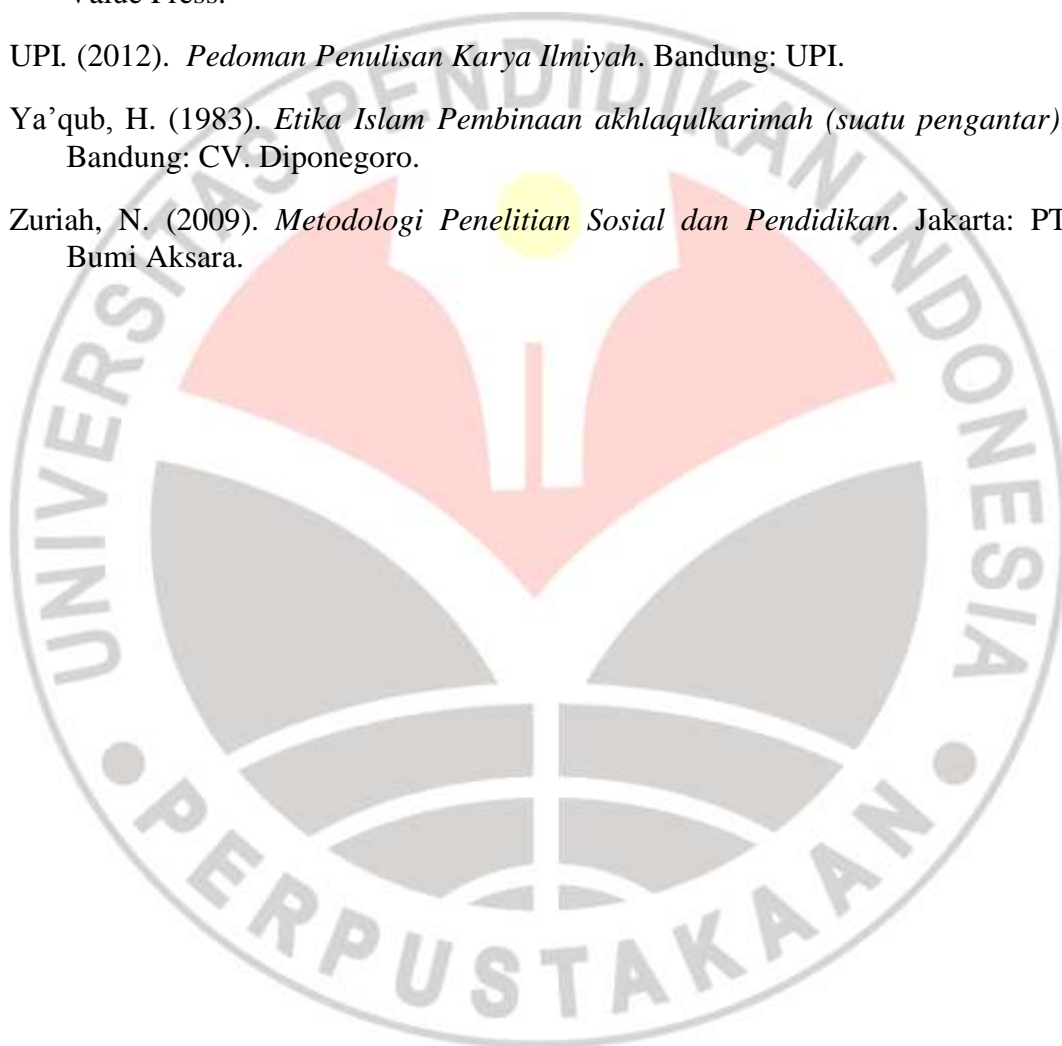 Value Press.
UPI. (2012). Pedoman Penulisan Karya Ilmiyah. Bandung: UPI.
Ya’qub, H. (1983). Etika Islam Pembinaan akhlaqulkarimah (suatu pengantar)
Bandung: CV. Diponegoro.
Zuriah, N. (2009). Metodologi Penelitian Sosial dan Pendidikan. Jakarta: PT
Bumi Aksara.
UNIVERSITAS PENDIDIKAN INDONESIA
PERPUSTAKAAN